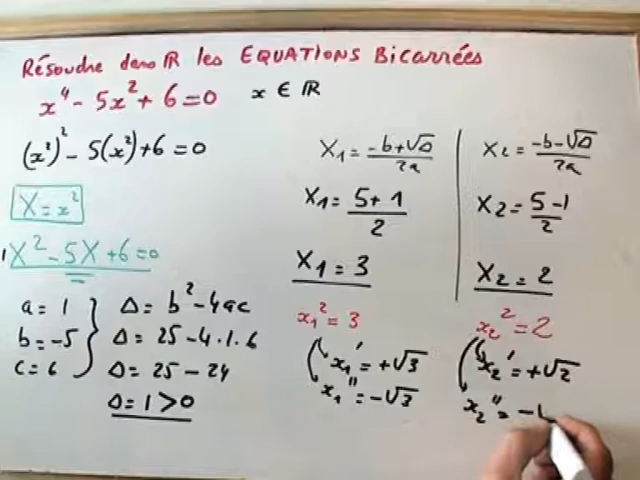 Résoudre dans ℝ les EQUATIONS Bicarrées
x⁴ - 5x² + 6 = 0   x ∈ ℝ
(x²)² - 5(x²) + 6 = 0
X = x²
X² - 5X + 6 = 0
a = 1
b = -5
c = 6
Δ = b² - 4ac
Δ = 25 - 4.1.6
Δ = 25 - 24
Δ = 1 > 0
X₁ = (-b+√Δ)/2a
X₁ = (5+1)/2
X₁ = 3
x₁² = 3
x₁' = +√3
x₁'' = -√3
X₂ = (-b-√Δ)/2a
X₂ = (5-1)/2
X₂ = 2
x₂² = 2
x₂' = +√2
x₂'' = -